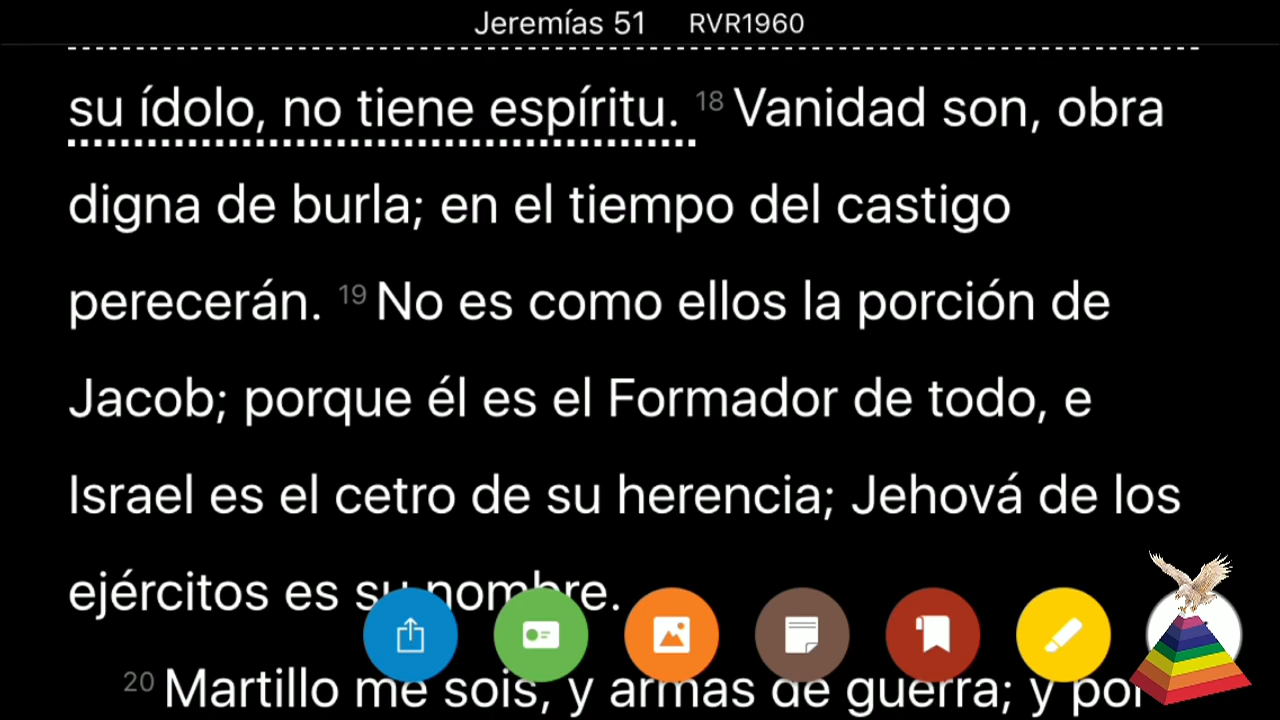 Jeremías 51 RVR1960
su ídolo, no tiene espíritu. 18 Vanidad son, obra
digna de burla; en el tiempo del castigo
perecerán. 19 No es como ellos la porción de
Jacob; porque él es el Formador de todo, e
Israel es el cetro de su herencia; Jehová de los
ejércitos es su nombre.
20 Martillo me sois, y armas de guerra; y por